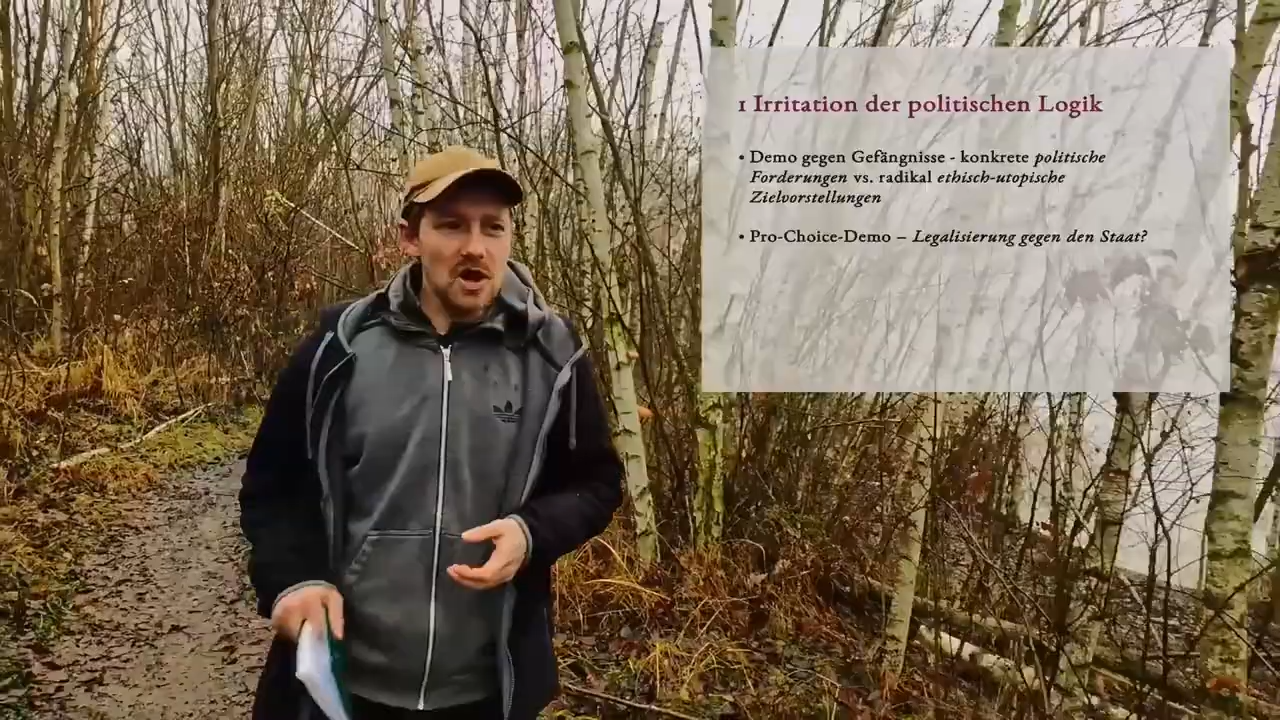 1 Irritation der politischen Logik
• Demo gegen Gefängnisse - konkrete politische
Forderungen vs. radikal ethisch-utopische
Zielvorstellungen
• Pro-Choice-Demo – Legalisierung gegen den Staat?